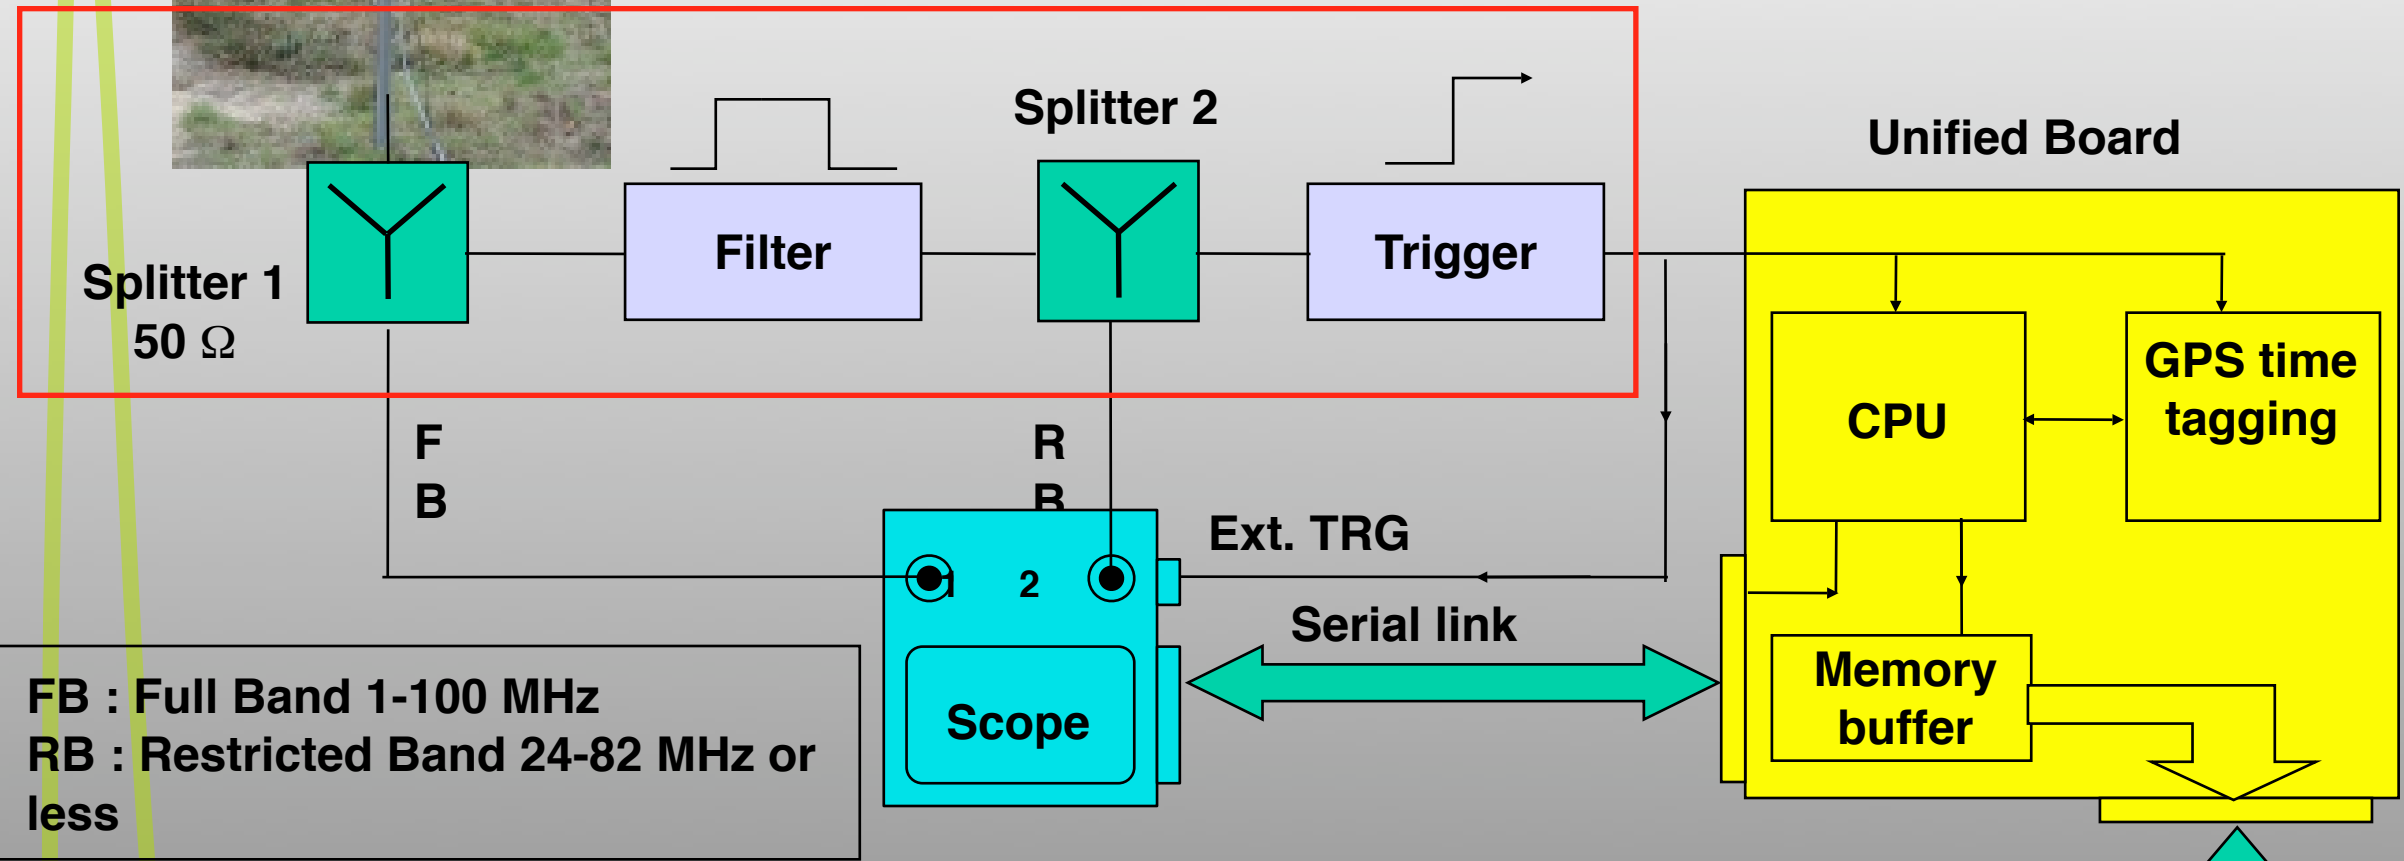 Splitter 2
Unified Board
Splitter 1
50 Ω
Filter
Trigger
CPU
GPS time
tagging
F
B
R
B
Ext. TRG
1
2
Serial link
Scope
Memory
buffer
FB : Full Band 1-100 MHz
RB : Restricted Band 24-82 MHz or
less